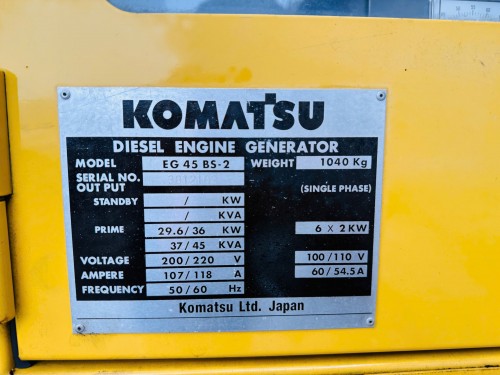 KOMATSU
DIESEL ENGINE GENERATOR
MODEL EG 45 BS-2 WEIGHT 1040 Kg
SERIAL NO.
OUT PUT (SINGLE PHASE)
STANDBY / KW
/ KVA
PRIME 29.6/36 KW 6 X 2 KW
37/45 KVA
VOLTAGE 200/220 V 100/110 V
AMPERE 107/118 A 60/54.5A
FREQUENCY 50/60 Hz
Komatsu Ltd. Japan